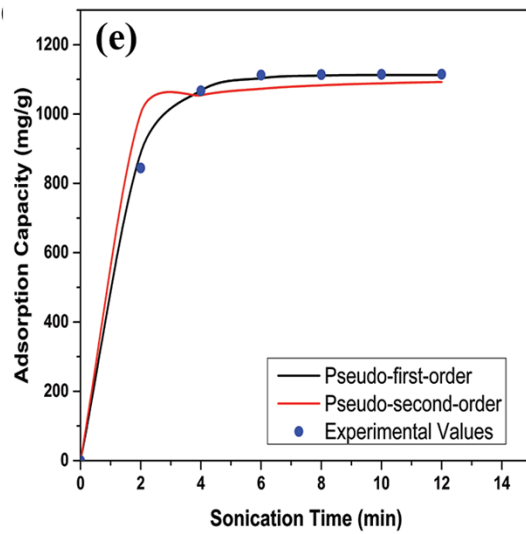 (e)
1200
1000
800
600
400
200
0
0 2 4 6 8 10 12 14
Adsorption Capacity (mg/g)
Sonication Time (min)
Pseudo-first-order
Pseudo-second-order
Experimental Values